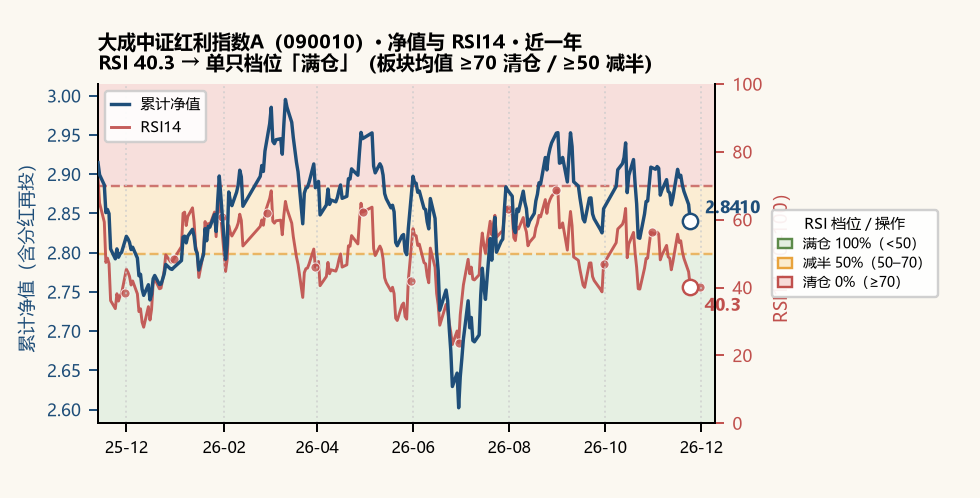 大成中证红利指数A（090010）·净值与 RSI14·近一年
RSI 40.3 → 单只档位「满仓」（板块均值 ≥70 清仓 / ≥50 减半)
累计净值
RSI14
3.00
2.95
2.90
2.85
2.80
2.75
2.70
2.65
2.60
累计净值（含分红再投）
100
80
60
40
20
0
2.8410
40.3
RSI
RSI 档位 / 操作
满仓 100%（<50）
减半 50%（50–70）
清仓 0%（≥70）
25-12
26-02
26-04
26-06
26-08
26-10
26-12